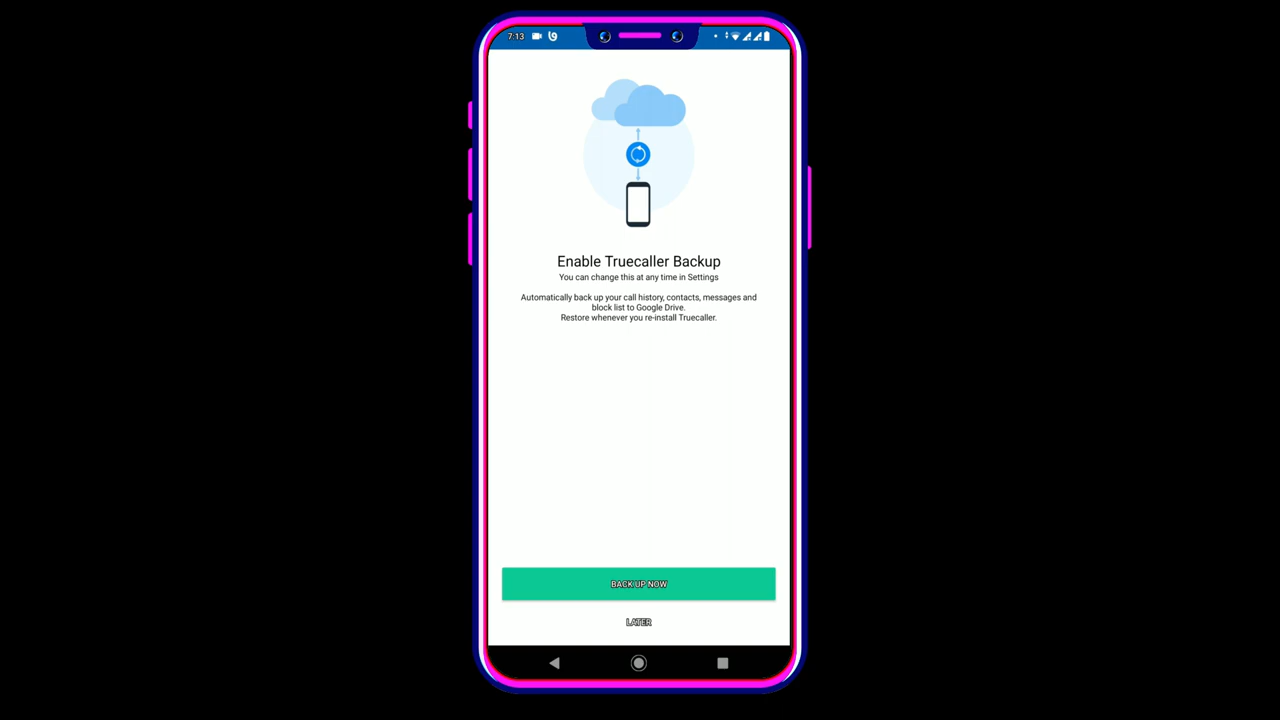 7:13
Enable Truecaller Backup
You can change this at any time in Settings
Automatically back up your call history, contacts, messages and
block list to Google Drive.
Restore whenever you re-install Truecaller.
BACK UP NOW
LATER